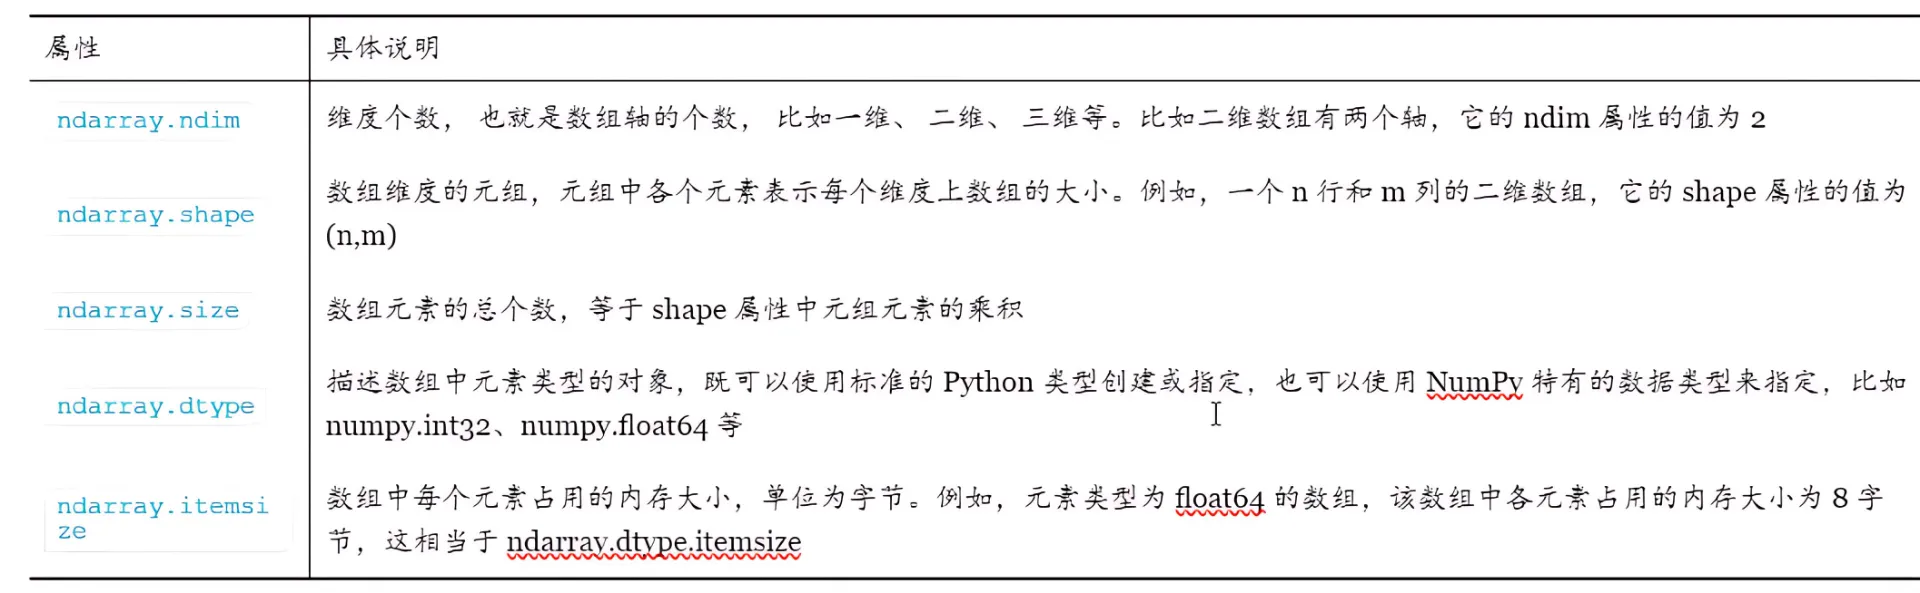 属性
具体说明
ndarray.ndim
维度个数， 也就是数组轴的个数， 比如一维、 二维、 三维等。比如二维数组有两个轴，它的 ndim 属性的值为 2
数组维度的元组，元组中各个元素表示每个维度上数组的大小。例如，一个 n 行和 m 列的二维数组，它的 shape 属性的值为
ndarray.shape
(n,m)
ndarray.size
数组元素的总个数，等于 shape 属性中元组元素的乘积
描述数组中元素类型的对象，既可以使用标准的 Python 类型创建或指定，也可以使用 NumPy 特有的数据类型来指定，比如
ndarray.dtype
numpy.int32、numpy.float64 等
ndarray.itemsi
ze
数组中每个元素占用的内存大小，单位为字节。例如，元素类型为 float64 的数组，该数组中各元素占用的内存大小为 8 字
节，这相当于 ndarray.dtype.itemsize